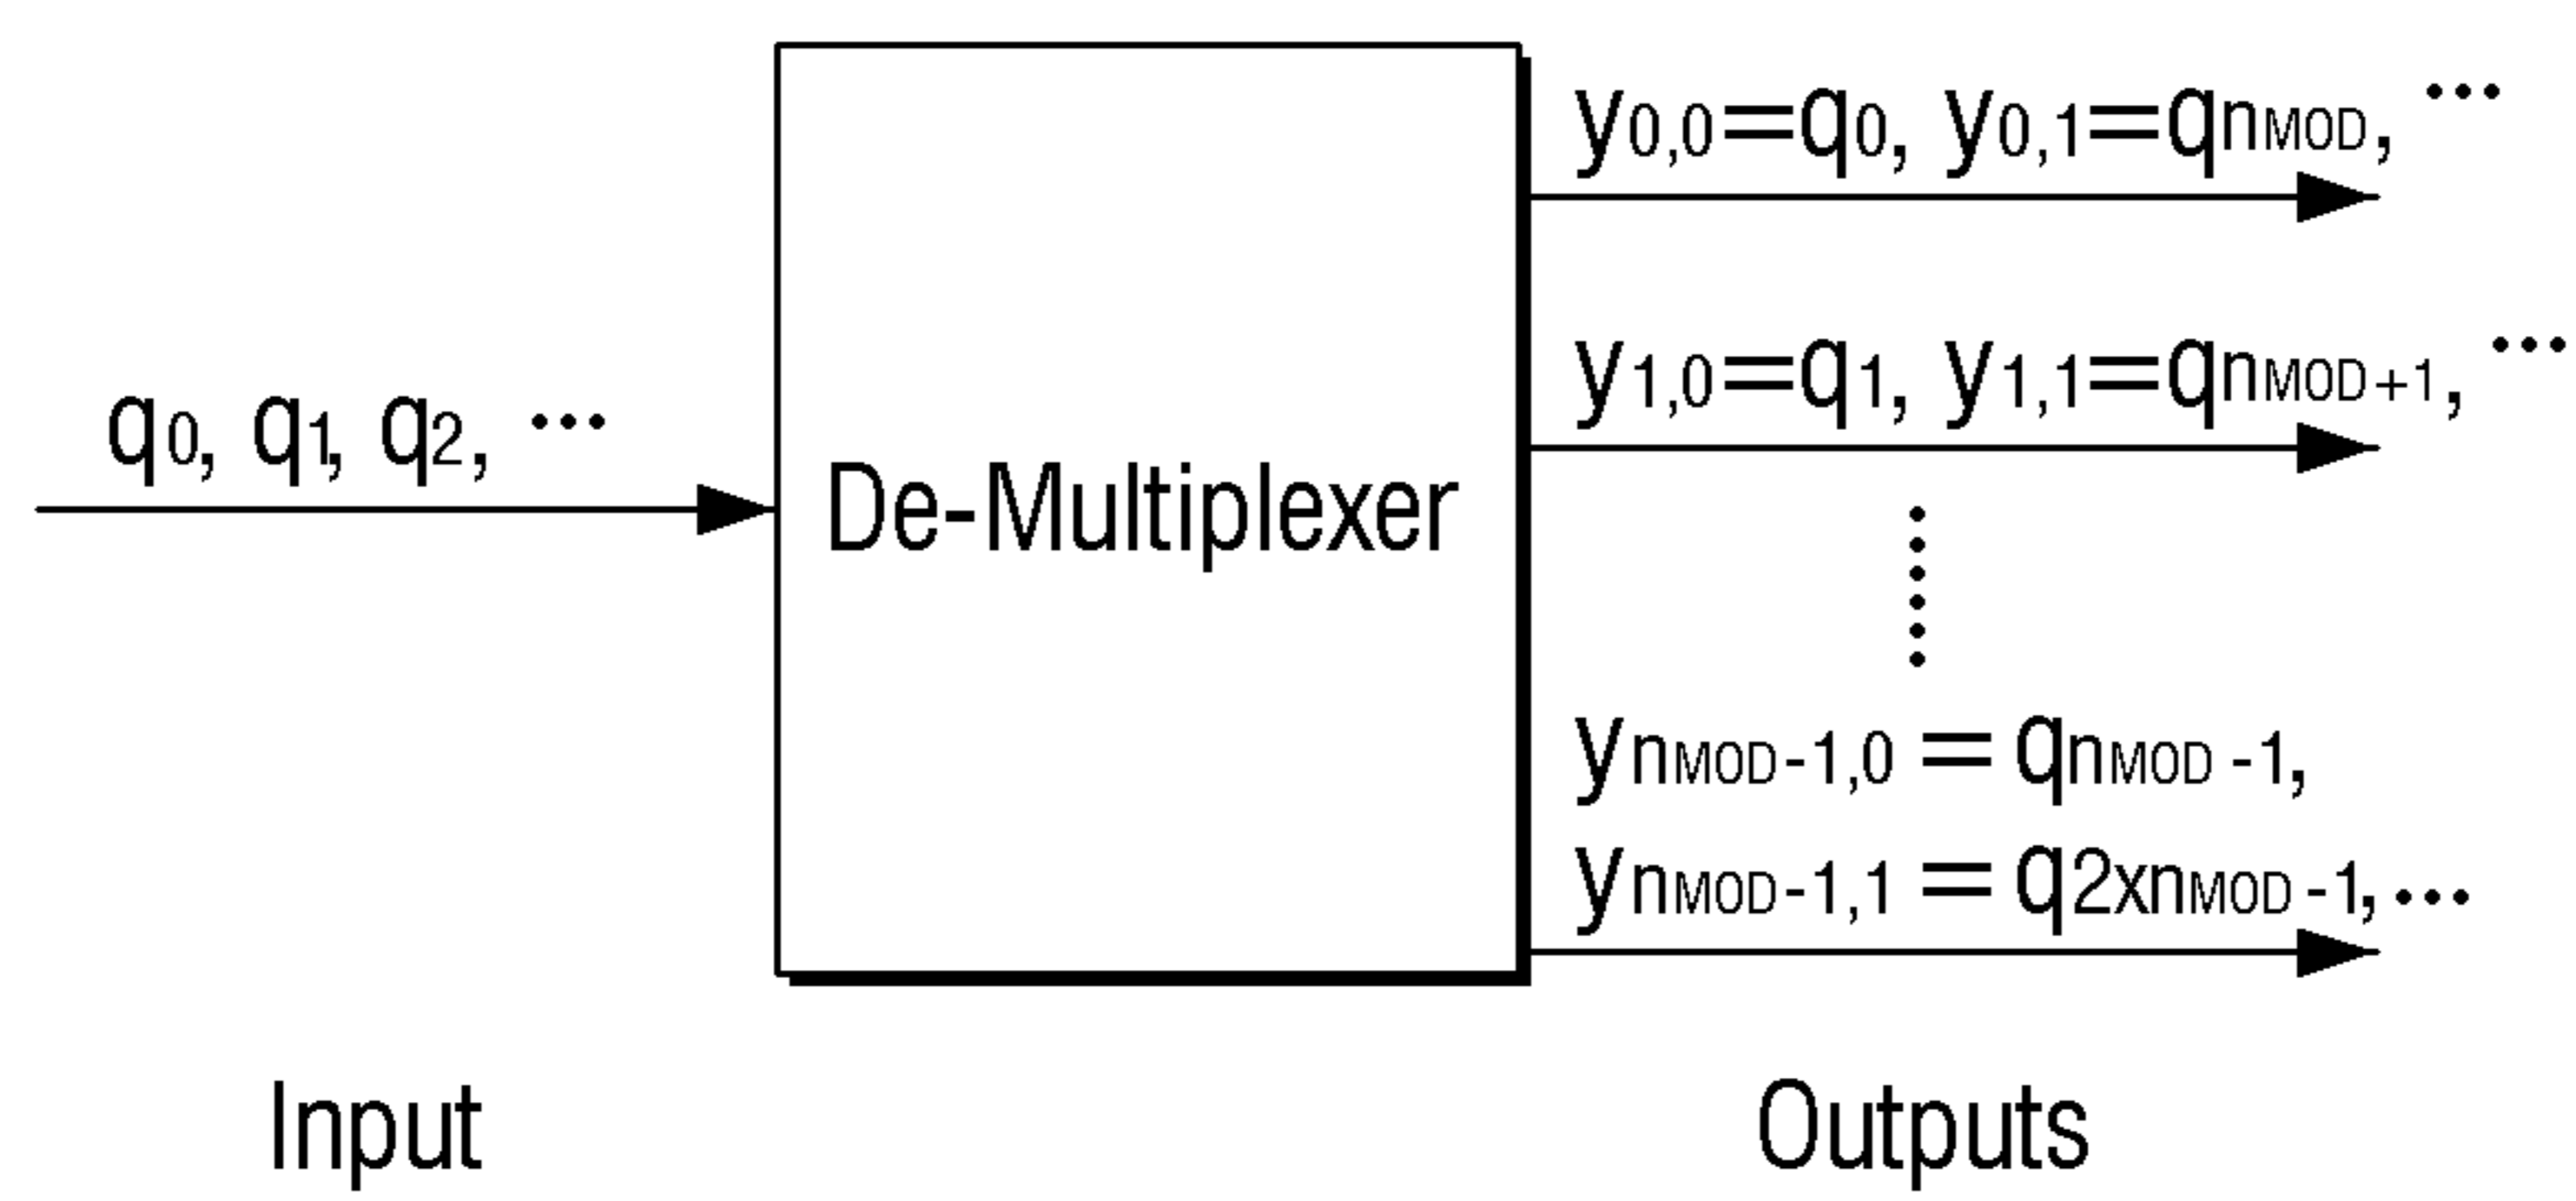 q0, q1, q2, ···
De-Multiplexer
y0,0=q0, y0,1=qnMOD, ···
y1,0=q1, y1,1=qnMOD+1, ···
ynMOD-1,0 = qnMOD -1,
ynMOD-1,1 = q2xnMOD -1, ···
Input
Outputs